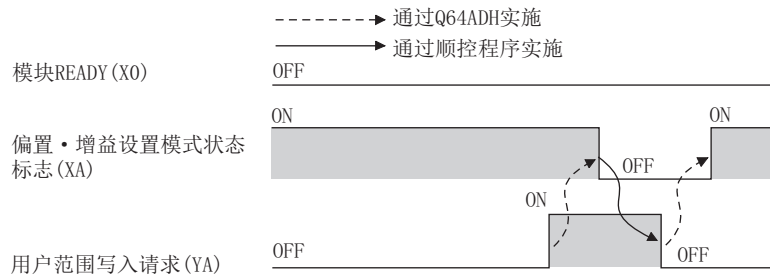 通过Q64ADH实施
通过顺控程序实施
模块READY(X0)
OFF
ON
ON
偏置·增益设置模式状态
标志(XA)
OFF
ON
用户范围写入请求(YA)
OFF
OFF